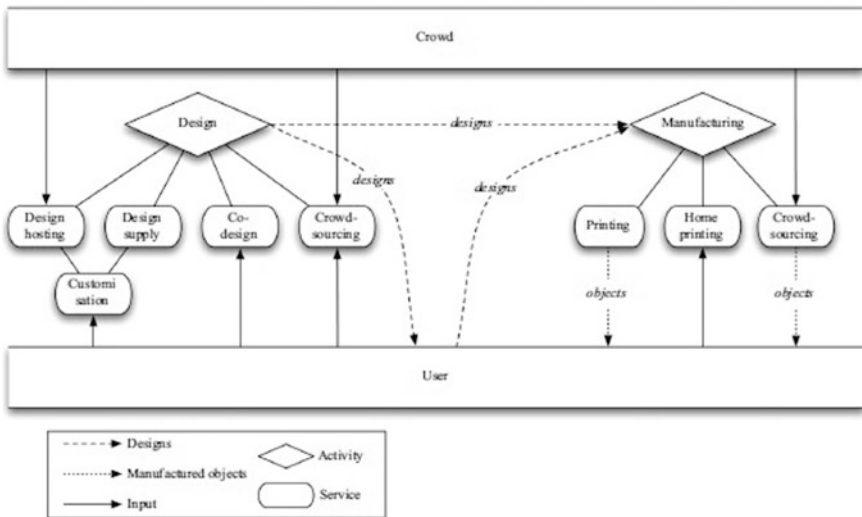 Crowd
Design
designs
Manufacturing
designs
designs
Design
hosting
Design
supply
Co-
design
Crowd-
sourcing
Printing
Home
printing
Crowd-
sourcing
Customi
sation
objects
objects
User
Designs
Activity
Manufactured objects
Input
Service